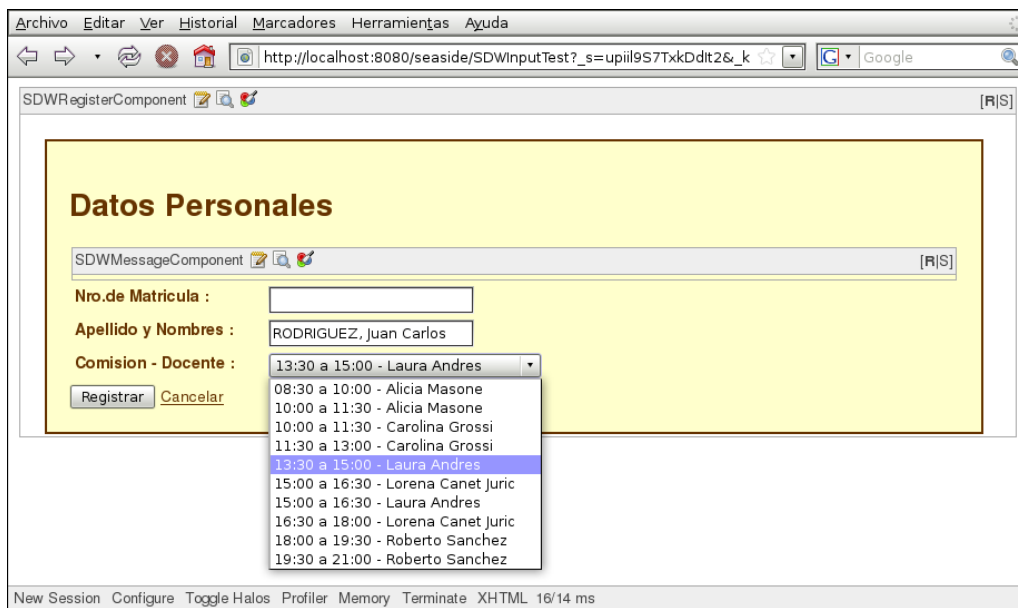 Archivo Editar Ver Historial Marcadores Herramientas Ayuda
http://localhost:8080/seaside/SDWInputTest?_s=upiil9S7TxkDdIt2&_k G Google
SDWRegisterComponent [R|S]
Datos Personales
SDWMessageComponent [R|S]
Nro.de Matricula :
Apellido y Nombres : RODRIGUEZ, Juan Carlos
Comision - Docente : 13:30 a 15:00 - Laura Andres
Registrar Cancelar
08:30 a 10:00 - Alicia Masone
10:00 a 11:30 - Alicia Masone
10:00 a 11:30 - Carolina Grossi
11:30 a 13:00 - Carolina Grossi
13:30 a 15:00 - Laura Andres
15:00 a 16:30 - Lorena Canet Juric
15:00 a 16:30 - Laura Andres
16:30 a 18:00 - Lorena Canet Juric
18:00 a 19:30 - Roberto Sanchez
19:30 a 21:00 - Roberto Sanchez
New Session Configure Toggle Halos Profiler Memory Terminate XHTML 16/14 ms